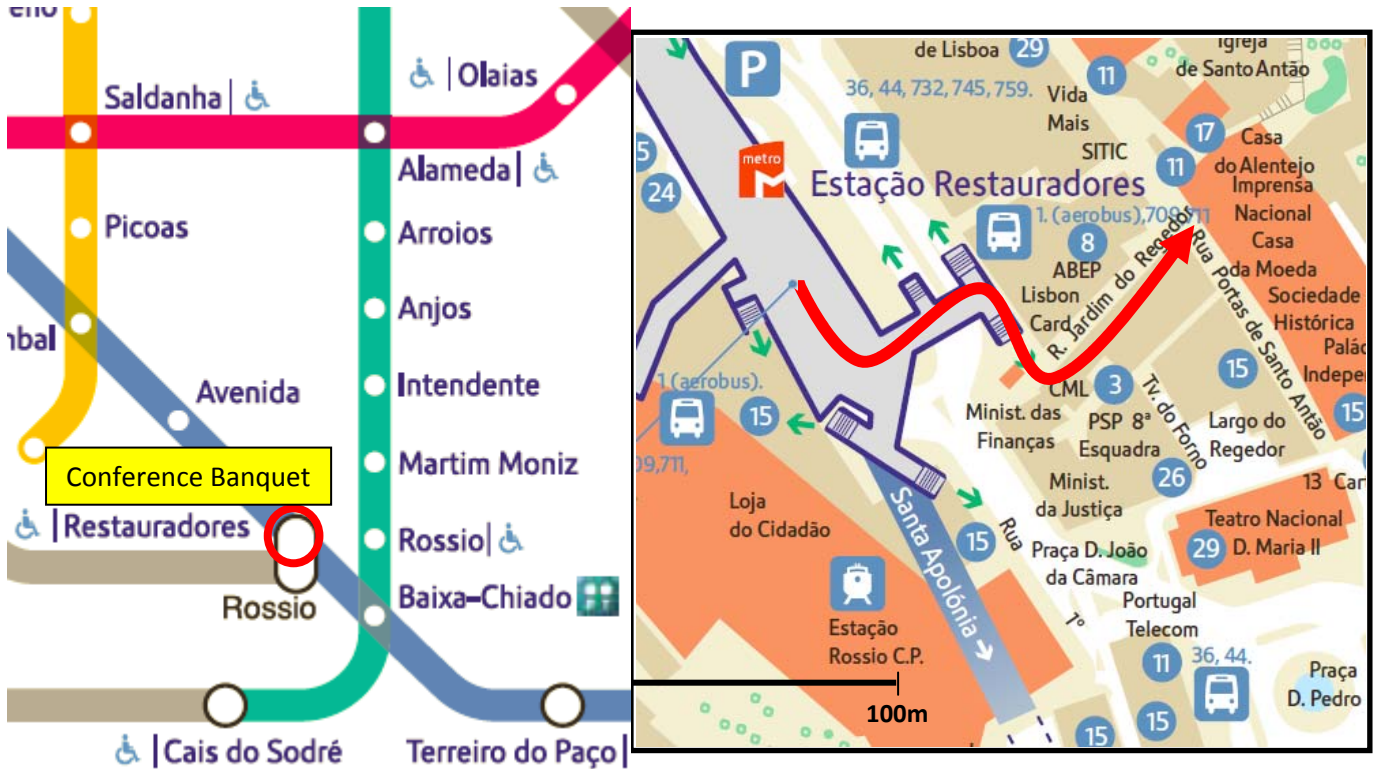 Saldanha
Olaias
Alameda
Picoas
Arroios
Anjos
Avenida
Intendente
Conference Banquet
Martim Moniz
Restauradores
Rossio
Rossio
Baixa–Chiado
Cais do Sodré
Terreiro do Paço
de Lisboa
29
Igreja
de Santo Antão
P
11
36, 44, 732, 745, 759.
Vida
Mais
17
Casa
do Alentejo
metro
M
SITIC
11
24
Estação Restauradores
Imprensa
Nacional
Casa
da Moeda
1. (aerobus),709,711
8
ABEP
Lisbon
Card
R. Jardim do Regedor
Rua Portas de Santo Antão
Sociedade
Histórica
1 (aerobus).
15
CML
3
15
15
Minist. das
Finanças
PSP 8ª
Esquadra
Tv. do Forno
Largo do
Regedor
26
13
Loja
do Cidadão
Santa Apolónia
Minist.
da Justiça
Teatro Nacional
D. Maria II
29
15
Rua
1º
Praça D. João
da Câmara
Portugal
Telecom
Estação
Rossio C.P.
11
36, 44.
Praça
D. Pedro
100m
15
15